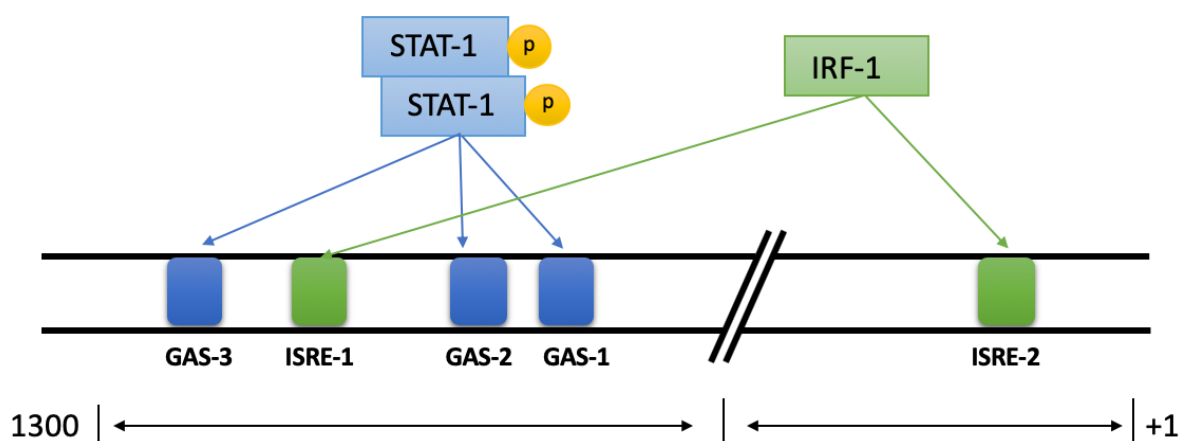 STAT-1 p
STAT-1 p
IRF-1
GAS-3 ISRE-1 GAS-2 GAS-1 ISRE-2
1300 +1